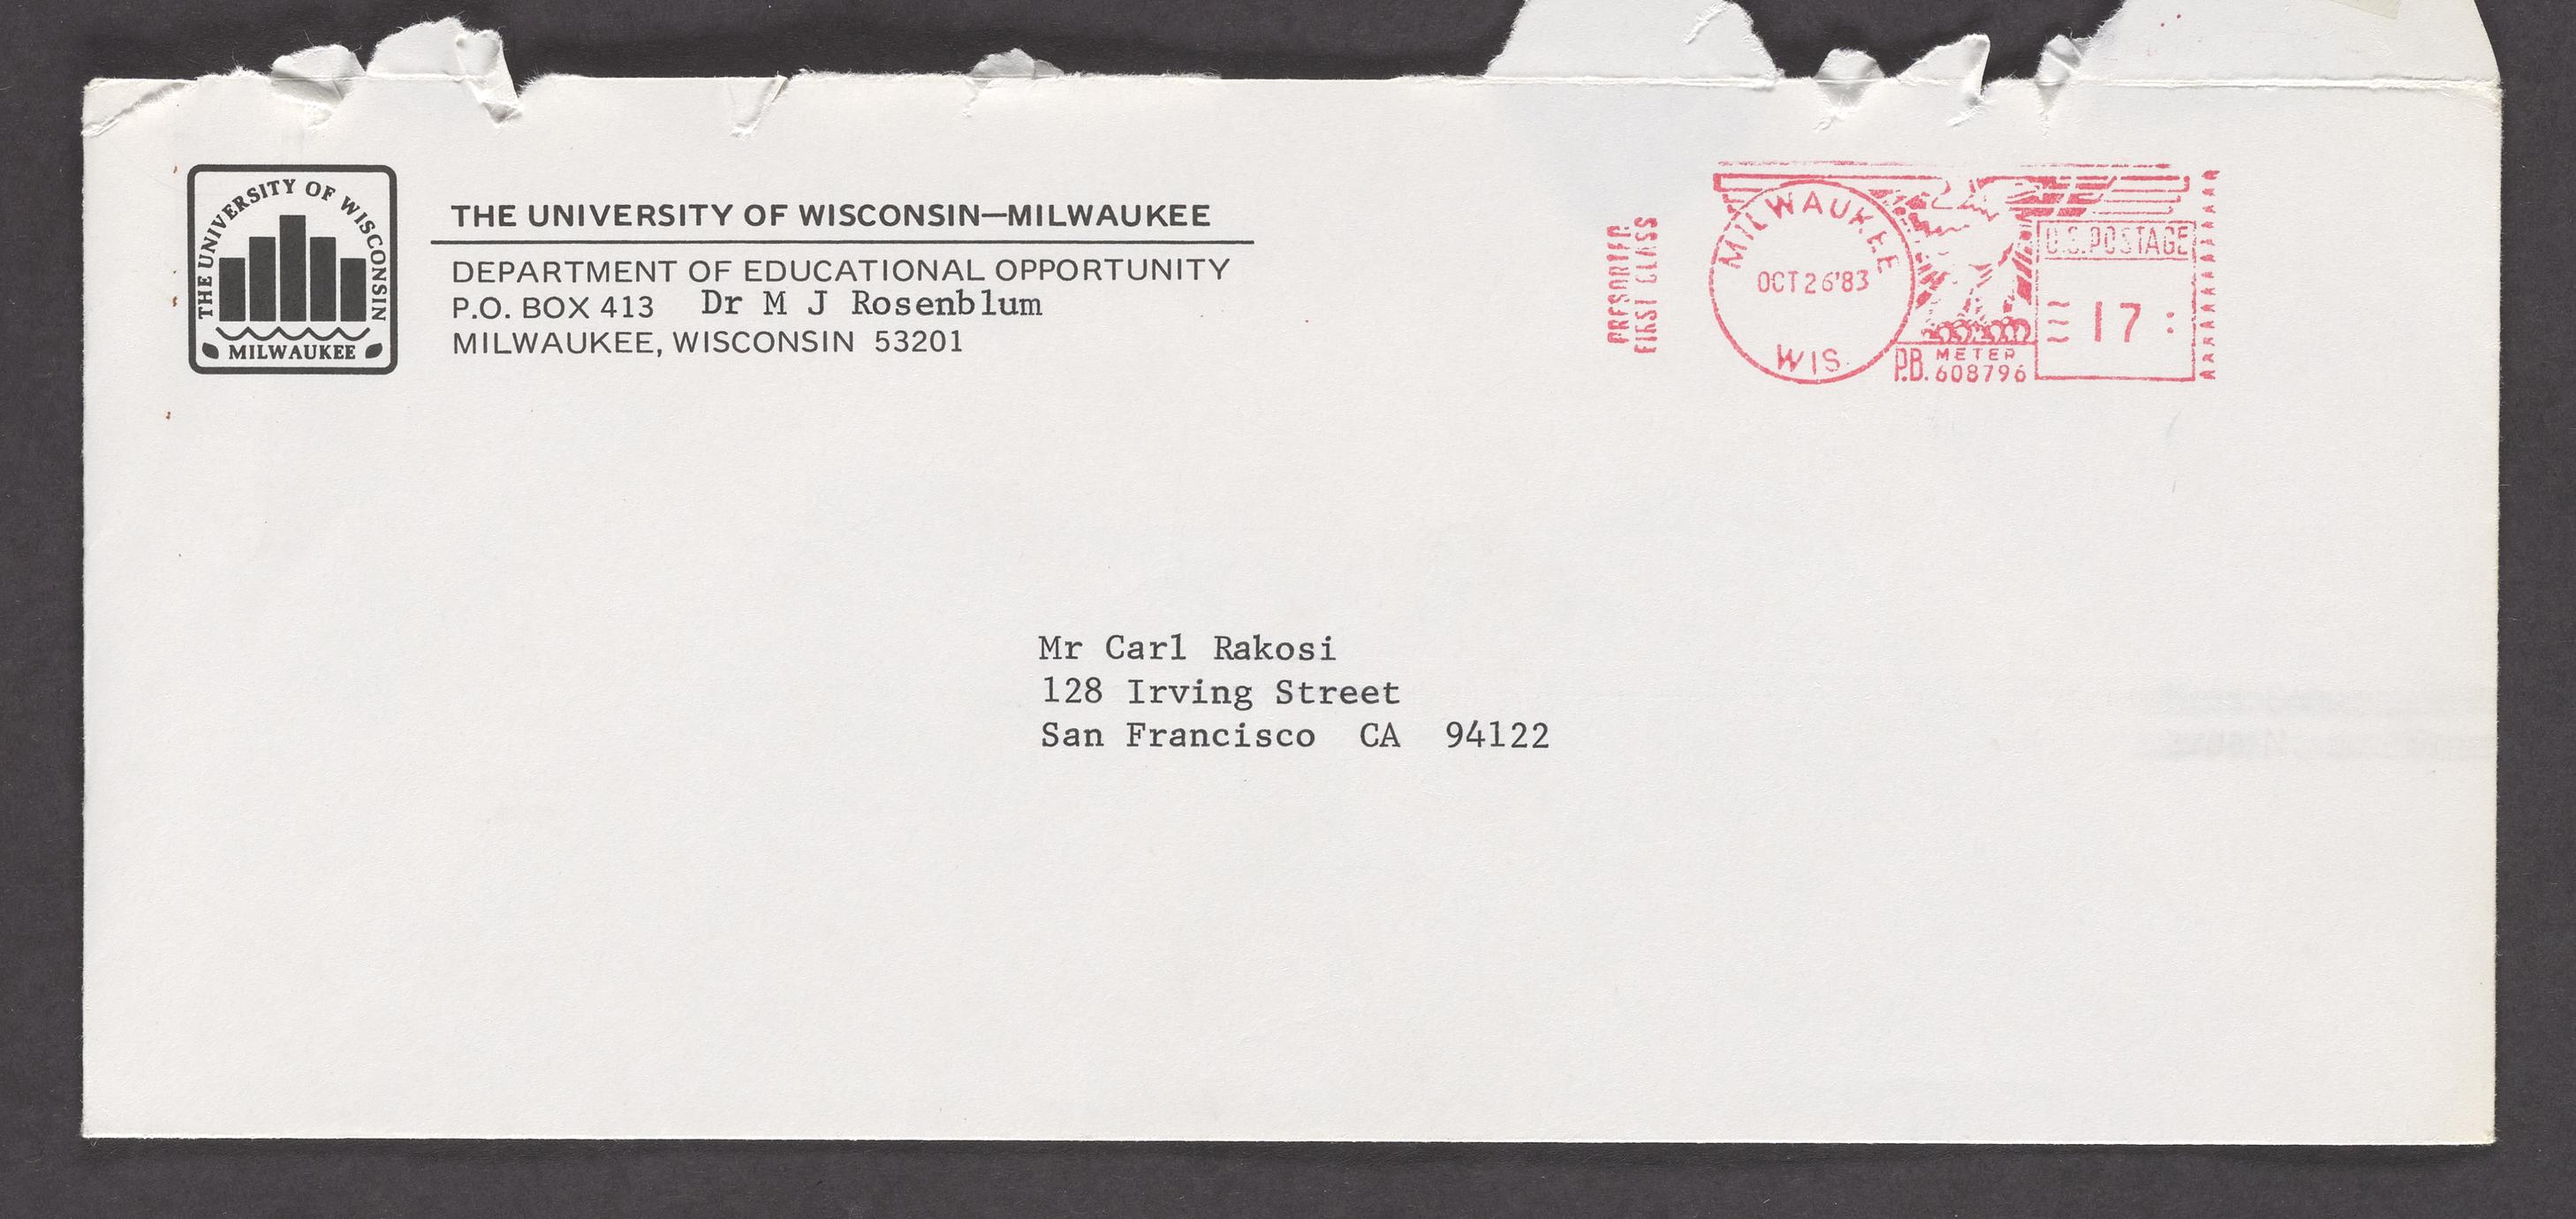 THE UNIVERSITY OF WISCONSIN
MILWAUKEE
THE UNIVERSITY OF WISCONSIN—MILWAUKEE
DEPARTMENT OF EDUCATIONAL OPPORTUNITY
P.O. BOX 413 Dr M J Rosenblum
MILWAUKEE, WISCONSIN 53201
PRESORTED
FIRST CLASS
MILWAUKEE
OCT 26 '83
WIS.
P.B. METER
608796
U.S. POSTAGE
17
Mr Carl Rakosi
128 Irving Street
San Francisco CA 94122